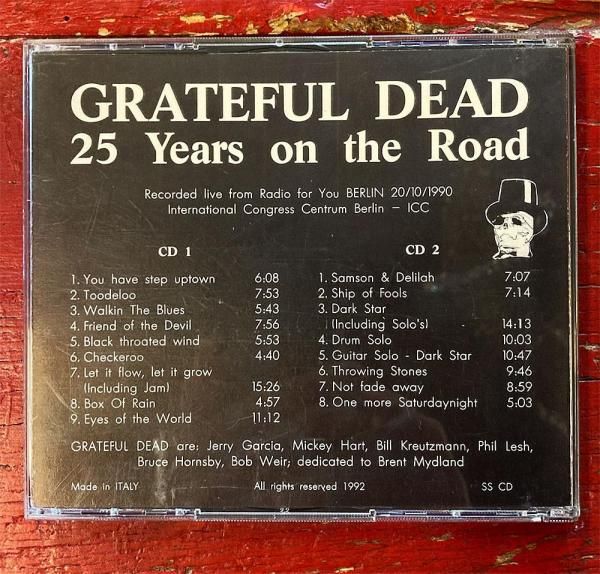 GRATEFUL DEAD
25 Years on the Road
Recorded live from Radio for You BERLIN 20/10/1990
International Congress Centrum Berlin – ICC
CD 1
1. You have step uptown 6:08
2. Toodeloo 7:53
3. Walkin The Blues 5:43
4. Friend of the Devil 7:56
5. Black throated wind 5:53
6. Checkeroo 4:40
7. Let it flow, let it grow
(Including Jam) 15:26
8. Box Of Rain 4:57
9. Eyes of the World 11:12
CD 2
1. Samson & Delilah 7:07
2. Ship of Fools 7:14
3. Dark Star
(Including Solo's) 14:13
4. Drum Solo 10:03
5. Guitar Solo - Dark Star 10:47
6. Throwing Stones 9:46
7. Not fade away 8:59
8. One more Saturdaynight 5:03
GRATEFUL DEAD are: Jerry Garcia, Mickey Hart, Bill Kreutzmann, Phil Lesh,
Bruce Hornsby, Bob Weir; dedicated to Brent Mydland
Made in ITALY All rights reserved 1992 SS CD